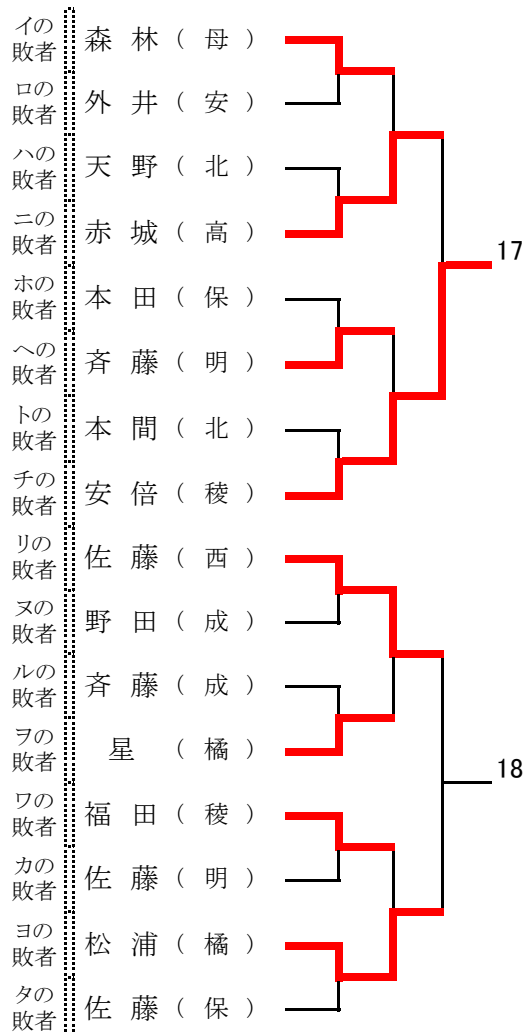 イの敗者 森林(母)
ロの敗者 外井(安)
ハの敗者 天野(北)
ニの敗者 赤城(高)
17
ホの敗者 本田(保)
ヘの敗者 斉藤(明)
トの敗者 本間(北)
チの敗者 安倍(稜)
リの敗者 佐藤(西)
ヌの敗者 野田(成)
ルの敗者 斉藤(成)
ヲの敗者 星(橘)
18
ワの敗者 福田(稜)
カの敗者 佐藤(明)
ヨの敗者 松浦(橘)
タの敗者 佐藤(保)